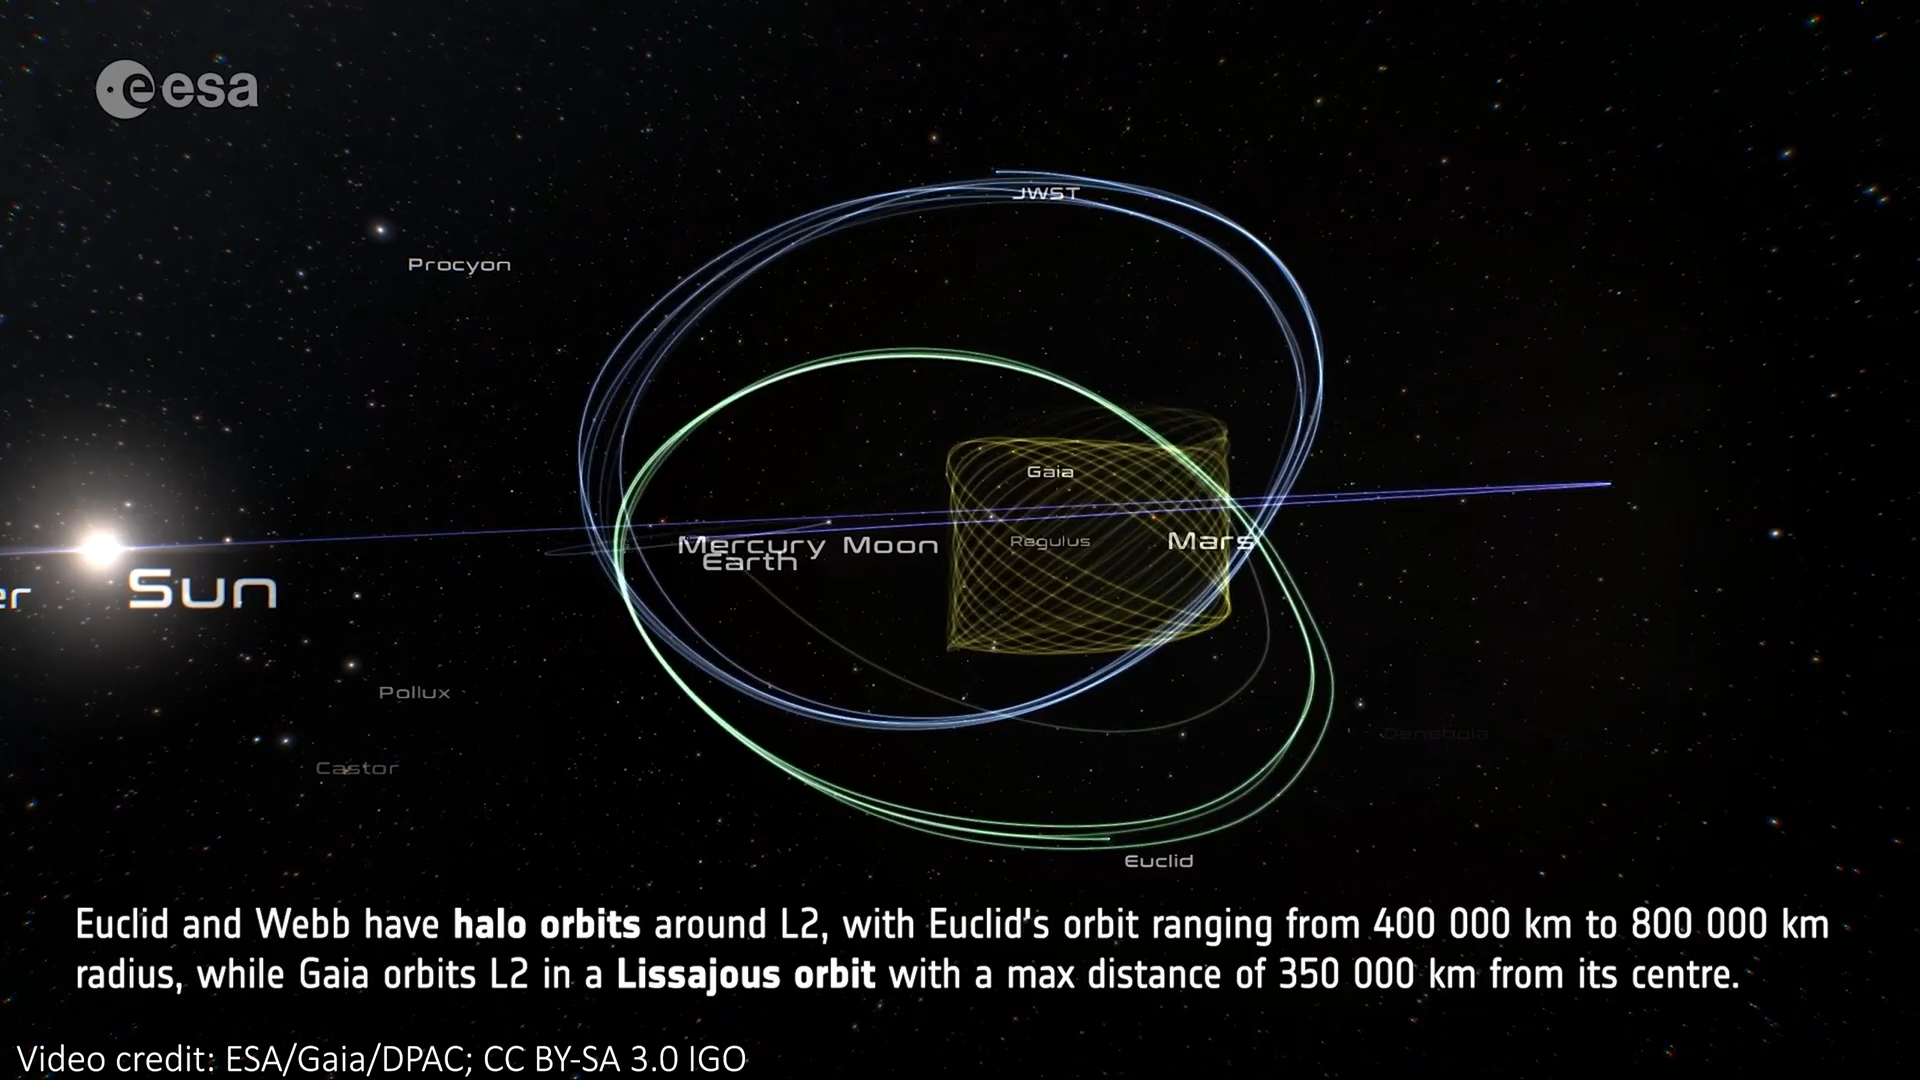 esa
JWST
Procyon
Gaia
Mercury Moon
Regulus
Mars
Earth
er
Sun
Pollux
Denebola
Castor
Euclid
Euclid and Webb have halo orbits around L2, with Euclid's orbit ranging from 400 000 km to 800 000 km
radius, while Gaia orbits L2 in a Lissajous orbit with a max distance of 350 000 km from its centre.
Video credit: ESA/Gaia/DPAC; CC BY-SA 3.0 IGO